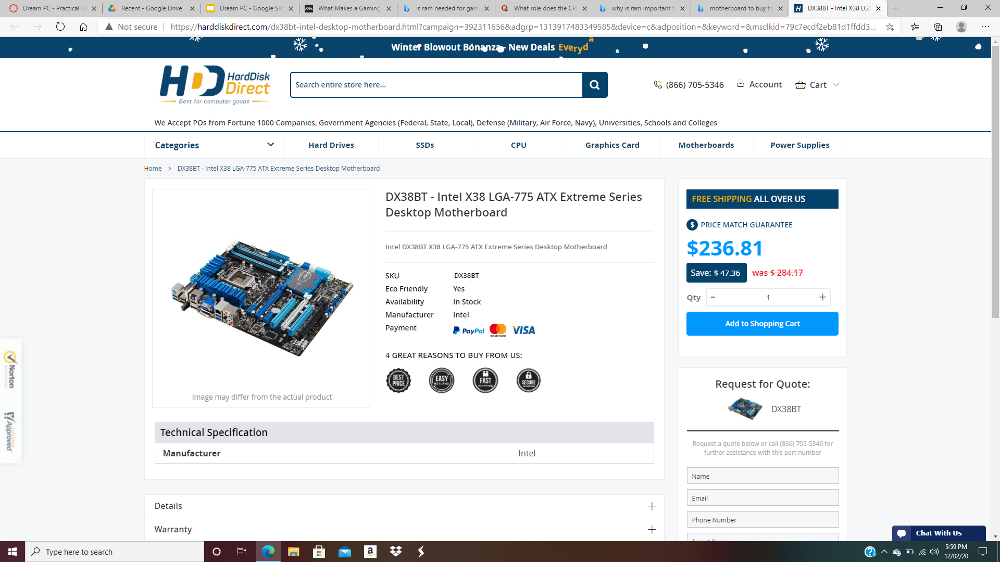 Dream PC - Practical Fi
Recent - Google Drive
Dream PC - Google Slid
What Makes a Gaming
is ram needed for gami
What role does the CPU
why is ram important f
motherboard to buy fo
DX38BT - Intel X38 LGA
Not secure
https://harddiskdirect.com/dx38bt-intel-desktop-motherboard.html?campaign=392311656&adgrp=1313917483349585&device=c&adposition=&keyword=&msclkid=79c7ecdf2eb81d1ffdd3...
Winter Blowout Bonanza - New Deals Everyda
HDD HardDisk
Direct
Best for computer goods
Search entire store here...
(866) 705-5346
Account
Cart
We Accept POs from Fortune 1000 Companies, Government Agencies (Federal, State, Local), Defense (Military, Air Force, Navy), Universities, Schools and Colleges
Categories
Hard Drives
SSDs
CPU
Graphics Card
Motherboards
Power Supplies
Home > DX38BT - Intel X38 LGA-775 ATX Extreme Series Desktop Motherboard
Image may differ from the actual product
DX38BT - Intel X38 LGA-775 ATX Extreme Series
Desktop Motherboard
Intel DX38BT X38 LGA-775 ATX Extreme Series Desktop Motherboard
SKU DX38BT
Eco Friendly Yes
Availability In Stock
Manufacturer Intel
Payment PayPal mastercard VISA
4 GREAT REASONS TO BUY FROM US:
BEST
PRICE
EASY
RETURNS
FAST
SHIPPING
SECURE
ORDERING
Technical Specification
Manufacturer Intel
Details
Warranty
FREE SHIPPING ALL OVER US
$ PRICE MATCH GUARANTEE
$236.81
Save: $ 47.36 was $ 284.17
Qty - 1 +
Add to Shopping Cart
Request for Quote:
DX38BT
Request a quote below or call (866) 705-5346 for
further assistance with this part number
Name
Email
Phone Number
Target Price
Chat With Us
Norton
by Symantec
SHOPPER
Approved
Type here to search
5:59 PM
12/02/20